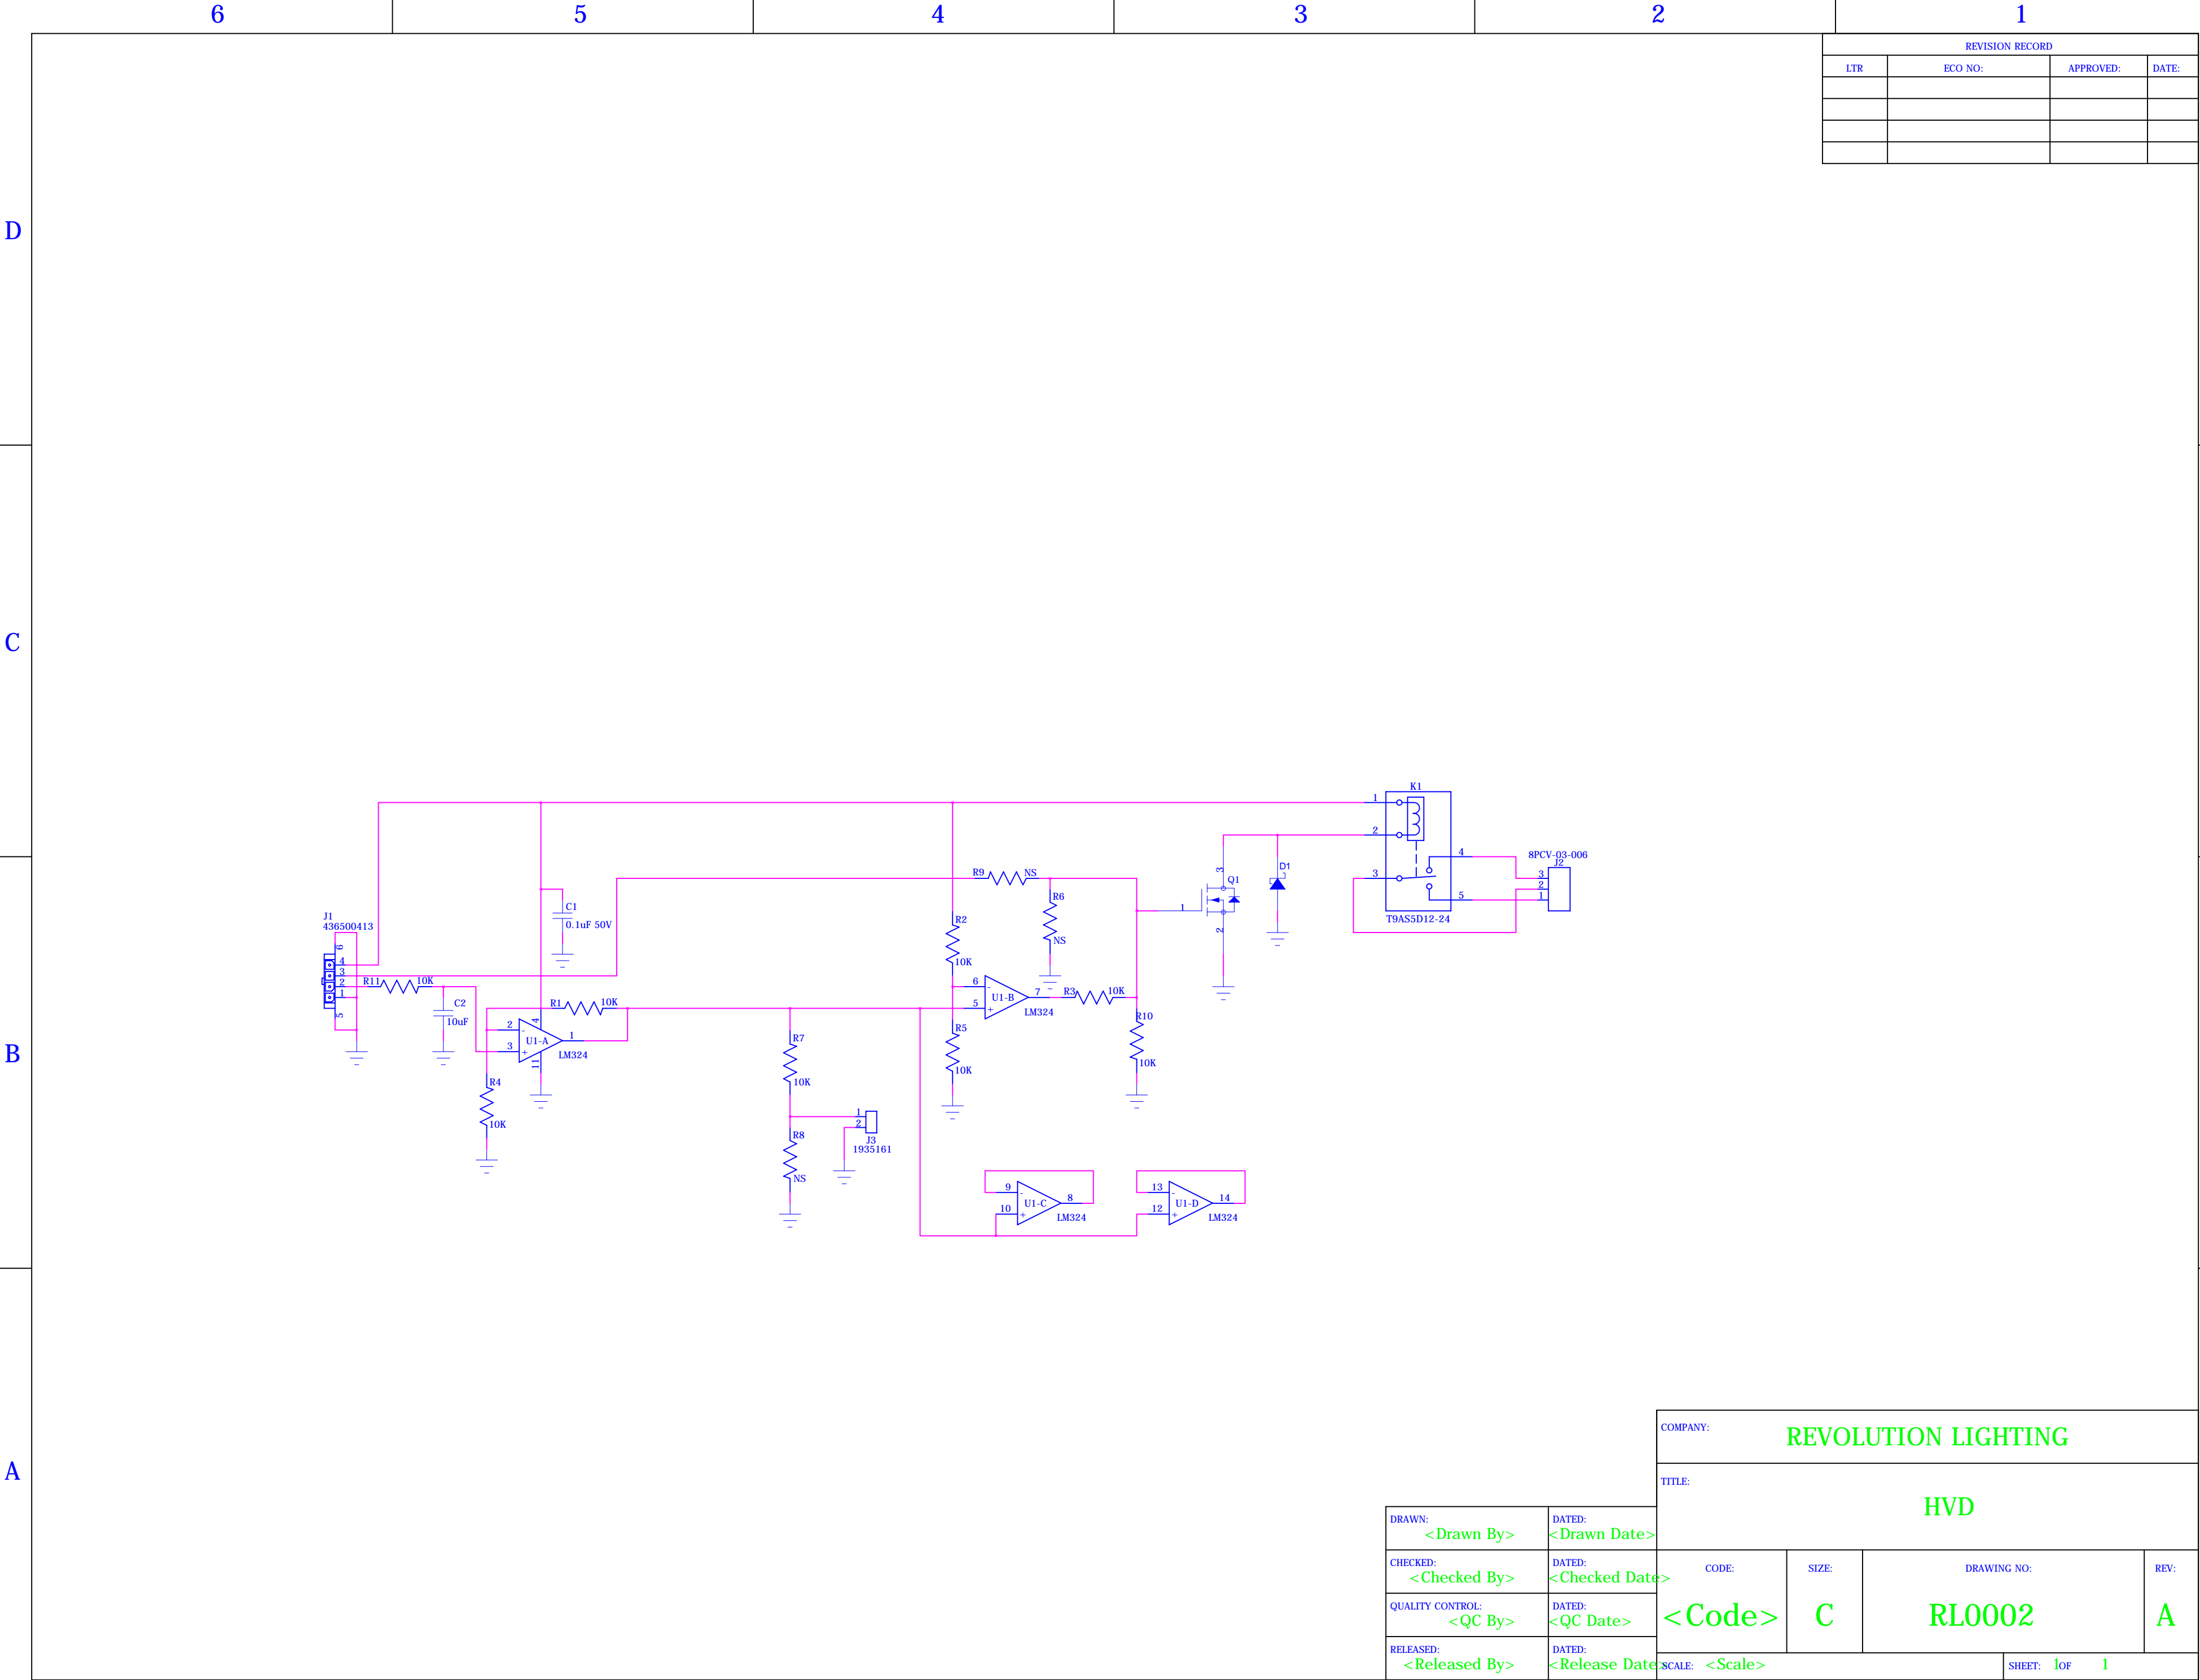 6 5 4 3 2 1
REVISION RECORD
LTR ECO NO: APPROVED: DATE:
D
C
B
A
K1
1
2
3
4
5
T9AS5D12-24
8PCV-03-006
J2
3
2
1
D1
Q1
3
1
2
R9 NS
R6
NS
C1
0.1uF 50V
R2
10K
J1
436500413
6
4
3
2
1
5
R11 10K
C2
10uF
R1 10K
2 -
3 +
4
U1-A
1
11
LM324
R4
10K
6 -
5 +
U1-B
7
LM324
R3 10K
R10
10K
R5
10K
R7
10K
R8
NS
1
2
J3
1935161
9 -
10 +
U1-C
8
LM324
13 -
12 +
U1-D
14
LM324
COMPANY:
REVOLUTION LIGHTING
TITLE:
HVD
DRAWN: <Drawn By>
DATED: <Drawn Date>
CHECKED: <Checked By>
DATED: <Checked Date>
QUALITY CONTROL: <QC By>
DATED: <QC Date>
RELEASED: <Released By>
DATED: <Release Date>
CODE: SIZE: DRAWING NO: REV:
<Code> C RL0002 A
SCALE: <Scale> SHEET: 1 OF 1